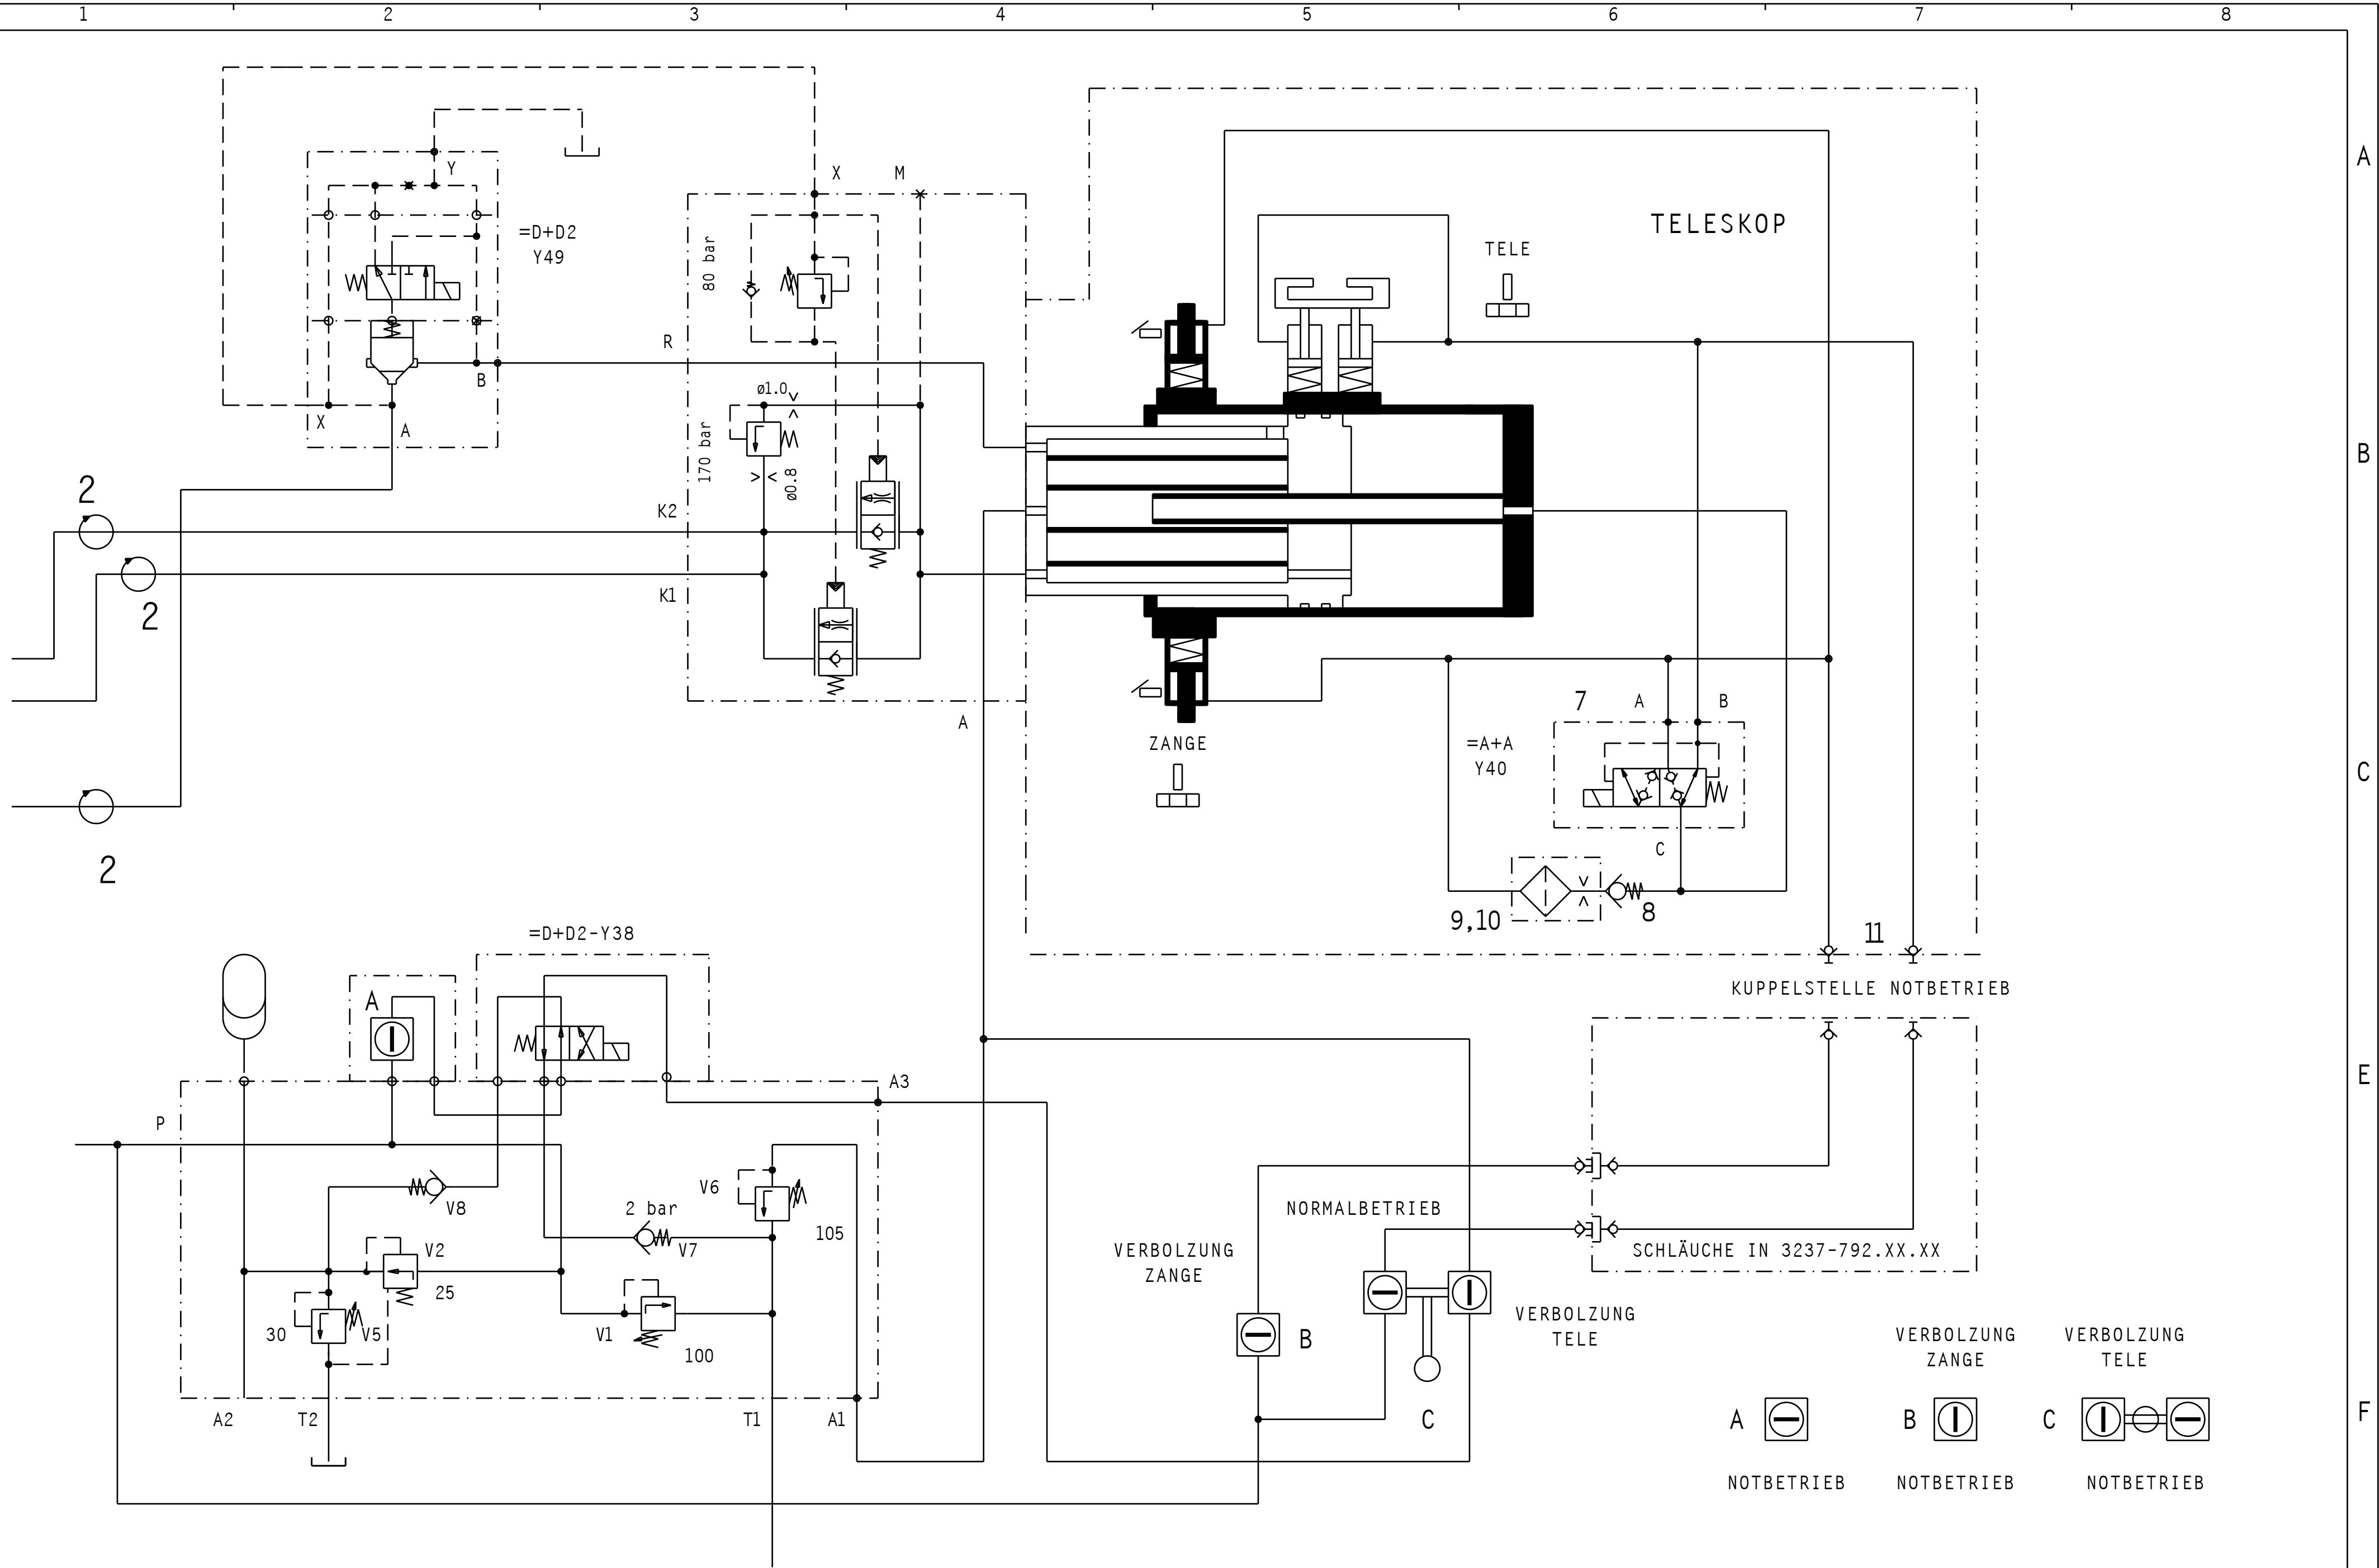 1 2 3 4 5 6 7 8
A
X M
Y
TELESKOP
=D+D2
Y49
TELE
80 bar
R
B
ø1.0
X
A
170 bar
ø0.8
B
2
K2
K1
2
A
7 A B
ZANGE
=A+A
Y40
C
C
2
8
9,10
11
=D+D2-Y38
KUPPELSTELLE NOTBETRIEB
A
A3
E
P
V6
V8
2 bar
NORMALBETRIEB
105
V7
V2
VERBOLZUNG
ZANGE
SCHLÄUCHE IN 3237-792.XX.XX
25
30
V5
V1
100
B
VERBOLZUNG
TELE
VERBOLZUNG
ZANGE
VERBOLZUNG
TELE
A2 T2 T1 A1
C
A B C
F
NOTBETRIEB NOTBETRIEB NOTBETRIEB